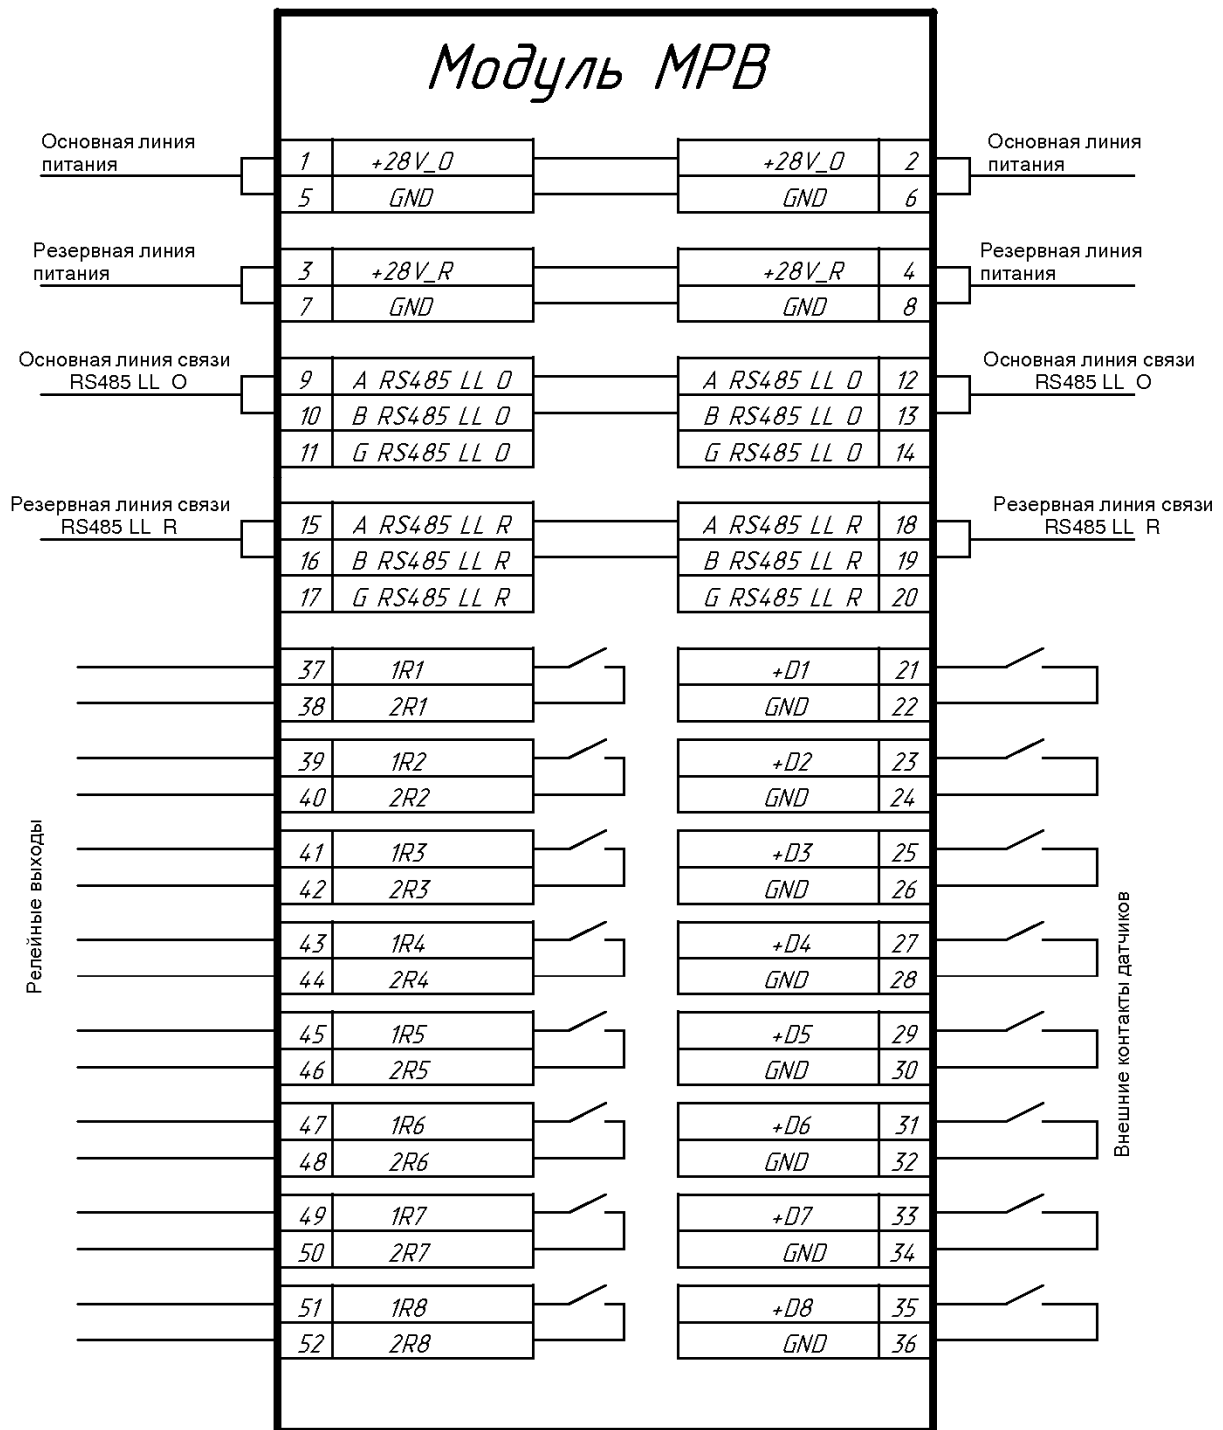 Модуль МРВ
Основная линия
питания
1 +28V_O
5 GND
+28V_O 2
GND 6
Основная линия
питания
Резервная линия
питания
3 +28V_R
7 GND
+28V_R 4
GND 8
Резервная линия
питания
Основная линия связи
RS485 LL O
9 A RS485 LL O
10 B RS485 LL O
11 G RS485 LL O
A RS485 LL O 12
B RS485 LL O 13
G RS485 LL O 14
Основная линия связи
RS485 LL O
Резервная линия связи
RS485 LL R
15 A RS485 LL R
16 B RS485 LL R
17 G RS485 LL R
A RS485 LL R 18
B RS485 LL R 19
G RS485 LL R 20
Резервная линия связи
RS485 LL R
Релейные выходы
37 1R1
38 2R1
39 1R2
40 2R2
41 1R3
42 2R3
43 1R4
44 2R4
45 1R5
46 2R5
47 1R6
48 2R6
49 1R7
50 2R7
51 1R8
52 2R8
+D1 21
GND 22
+D2 23
GND 24
+D3 25
GND 26
+D4 27
GND 28
+D5 29
GND 30
+D6 31
GND 32
+D7 33
GND 34
+D8 35
GND 36
Внешние контакты датчиков